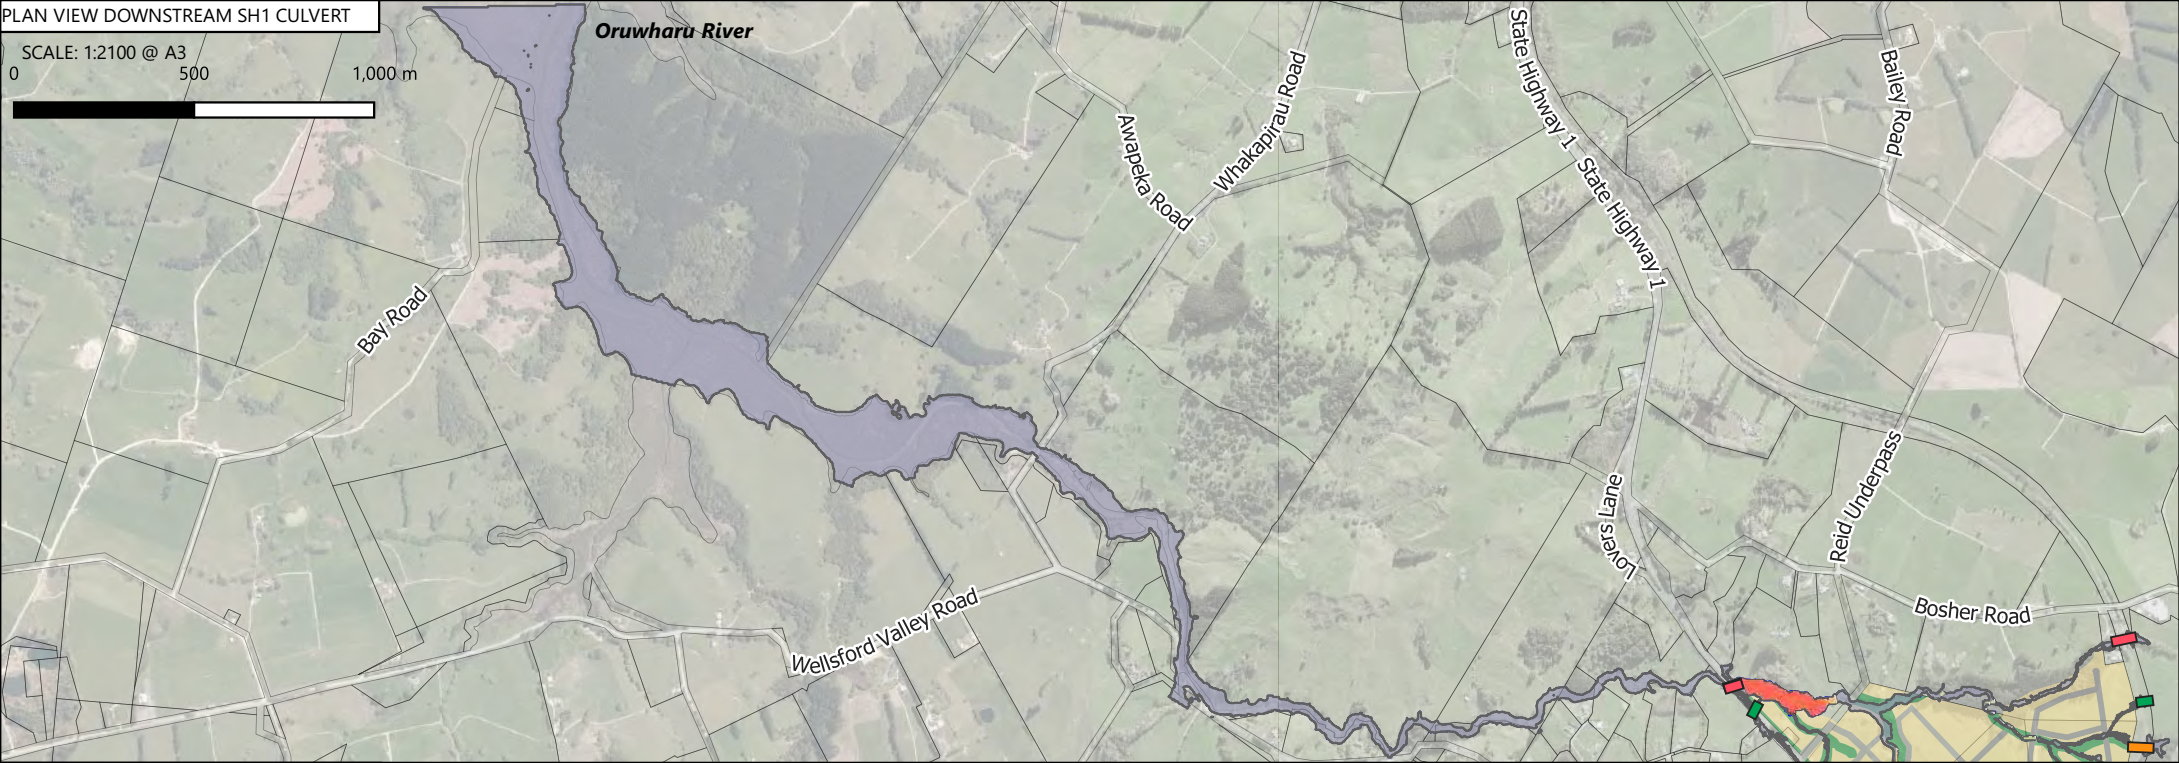 PLAN VIEW DOWNSTREAM SH1 CULVERT
SCALE: 1:2100 @ A3
0 500 1,000 m
Oruwharu River
Bay Road
Awapeka Road
Whakapirau Road
State Highway 1
State Highway 1
Bailey Road
Lovers Lane
Reid Underpass
Bosher Road
Wellsford Valley Road